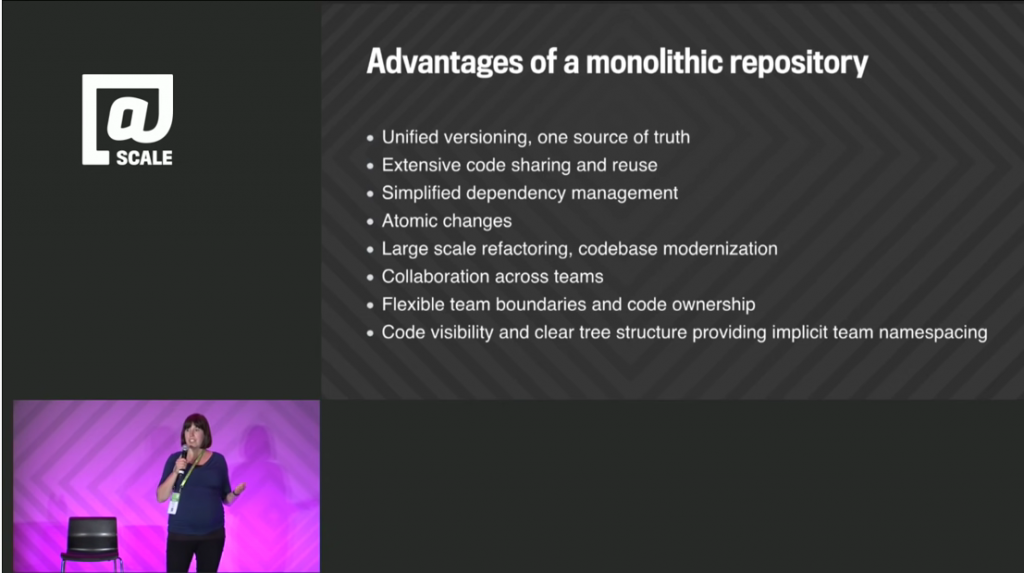 @
SCALE
Advantages of a monolithic repository
• Unified versioning, one source of truth
• Extensive code sharing and reuse
• Simplified dependency management
• Atomic changes
• Large scale refactoring, codebase modernization
• Collaboration across teams
• Flexible team boundaries and code ownership
• Code visibility and clear tree structure providing implicit team namespacing